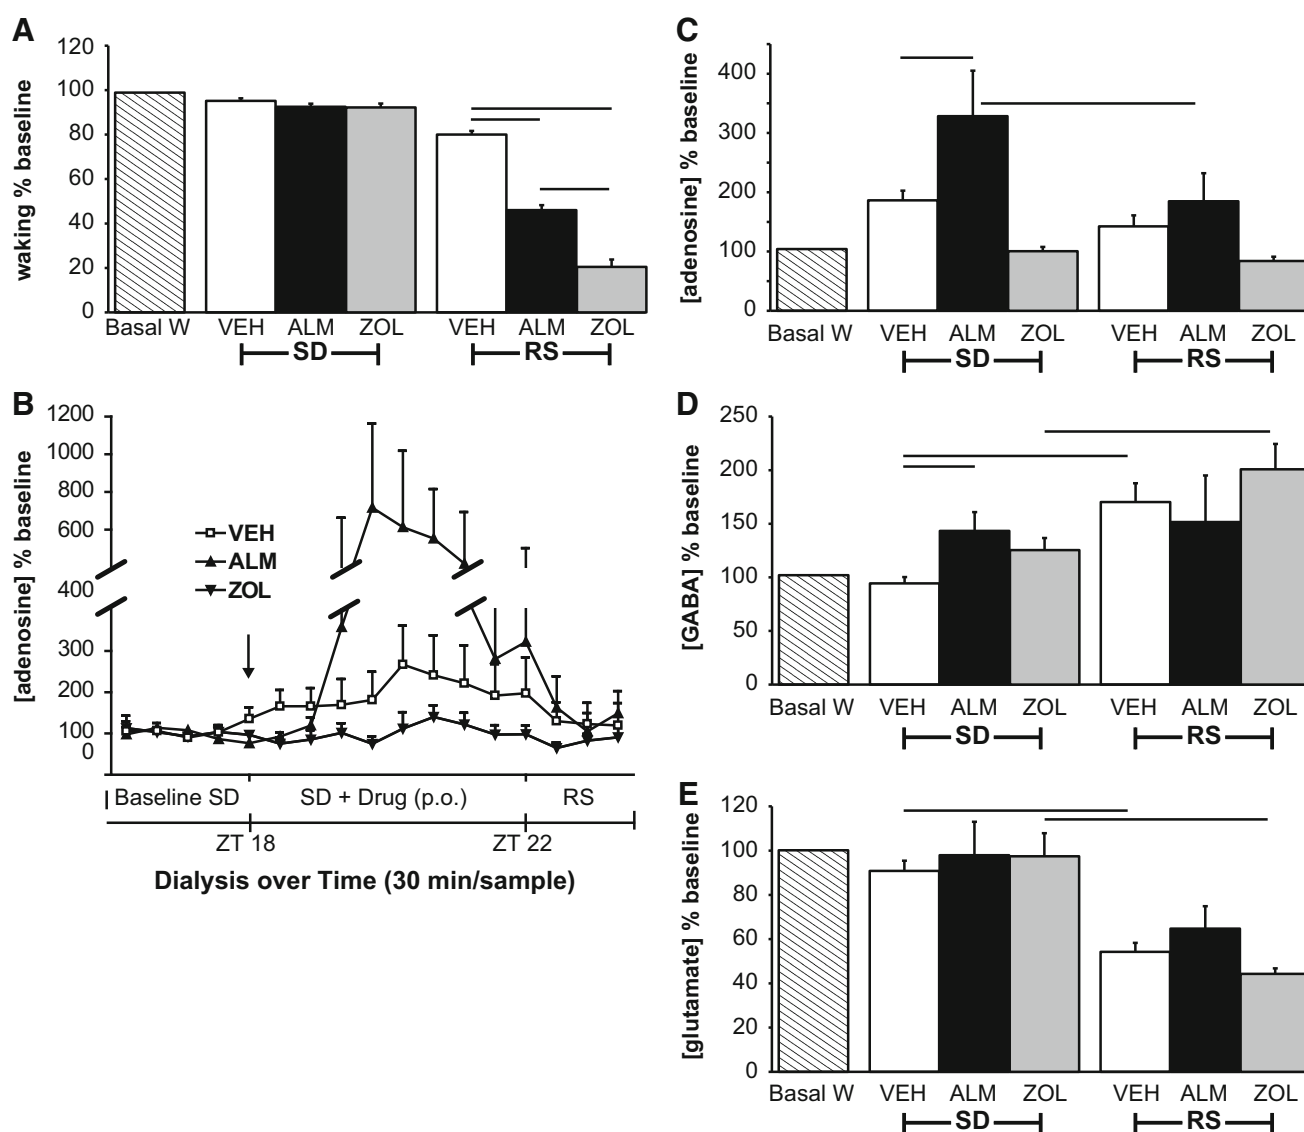 A
waking % baseline
120
100
80
60
40
20
0
Basal W VEH ALM ZOL VEH ALM ZOL
SD RS
B
[adenosine] % baseline
1200
1000
800
600
400
300
200
100
0
VEH
ALM
ZOL
Baseline SD SD + Drug (p.o.) RS
ZT 18 ZT 22
Dialysis over Time (30 min/sample)
C
[adenosine] % baseline
400
300
200
100
0
VEH ALM ZOL VEH ALM ZOL
Basal W
SD RS
D
[GABA] % baseline
250
200
150
100
50
0
Basal W VEH ALM ZOL VEH ALM ZOL
SD RS
E
[glutamate] % baseline
120
100
80
60
40
20
0
Basal W VEH ALM ZOL VEH ALM ZOL
SD RS